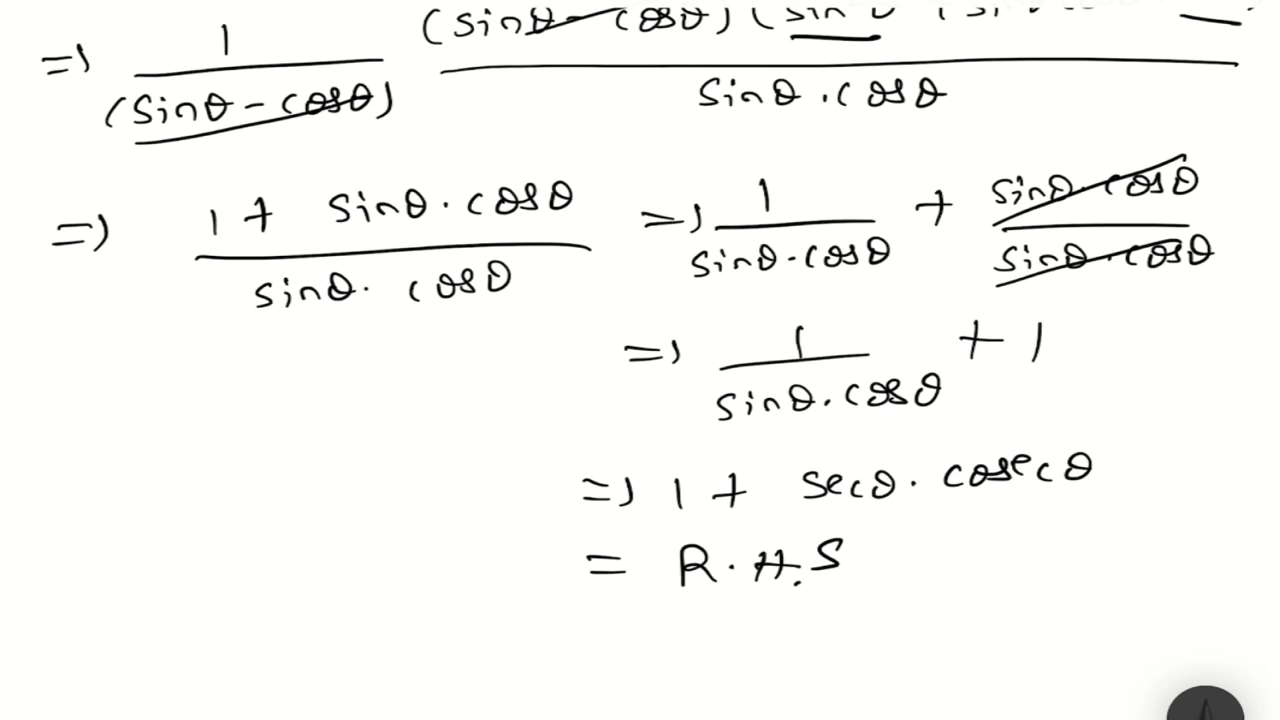 => 1/(sinθ - cosθ) (sinθ - cosθ)(sin /sinθ . cosθ
=> 1 + sinθ . cosθ/sinθ . cosθ => 1/sinθ . cosθ + sinθ . cosθ/sinθ . cosθ
=> 1/sinθ . cosθ + 1
=> 1 + secθ . cosecθ
= R.H.S